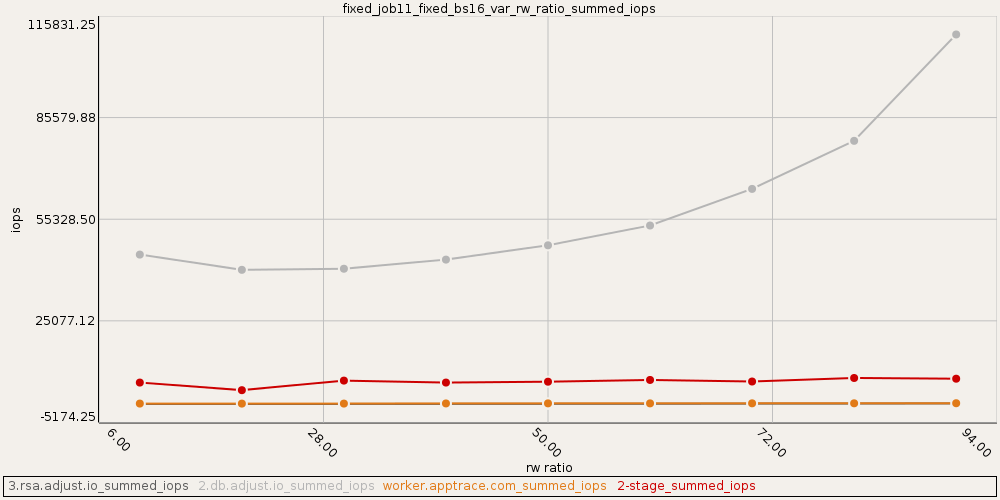 fixed_job11_fixed_bs16_var_rw_ratio_summed_iops
115831.25
85579.88
55328.50
25077.12
-5174.25
iops
6.00
28.00
50.00
72.00
94.00
rw ratio
3.rsa.adjust.io_summed_iops 2.db.adjust.io_summed_iops worker.apptrace.com_summed_iops 2-stage_summed_iops